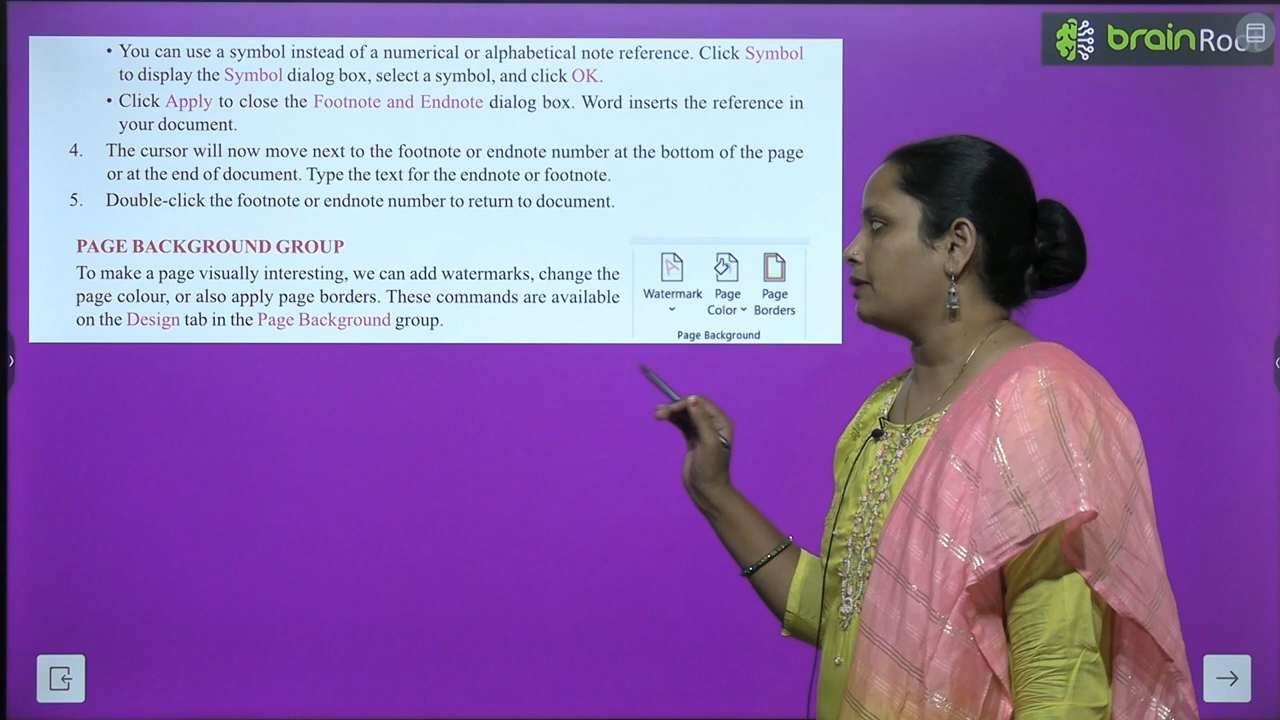 brainRoot
• You can use a symbol instead of a numerical or alphabetical note reference. Click Symbol
to display the Symbol dialog box, select a symbol, and click OK.
• Click Apply to close the Footnote and Endnote dialog box. Word inserts the reference in
your document.
4. The cursor will now move next to the footnote or endnote number at the bottom of the page
or at the end of document. Type the text for the endnote or footnote.
5. Double-click the footnote or endnote number to return to document.
PAGE BACKGROUND GROUP
To make a page visually interesting, we can add watermarks, change the
page colour, or also apply page borders. These commands are available
on the Design tab in the Page Background group.
Watermark
Page
Color
Page
Borders
Page Background